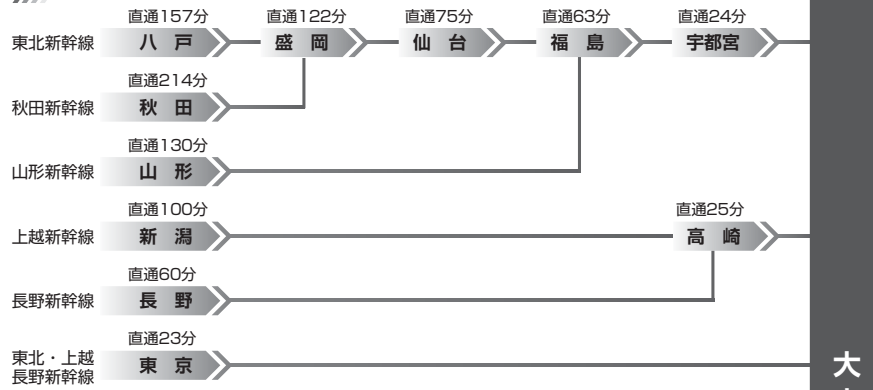 直通157分 直通122分 直通75分 直通63分 直通24分
東北新幹線 八戸 盛岡 仙台 福島 宇都宮
直通214分
秋田新幹線 秋田
直通130分
山形新幹線 山形
直通100分 直通25分
上越新幹線 新潟 高崎
直通60分
長野新幹線 長野
直通23分
東北・上越
長野新幹線 東京
大